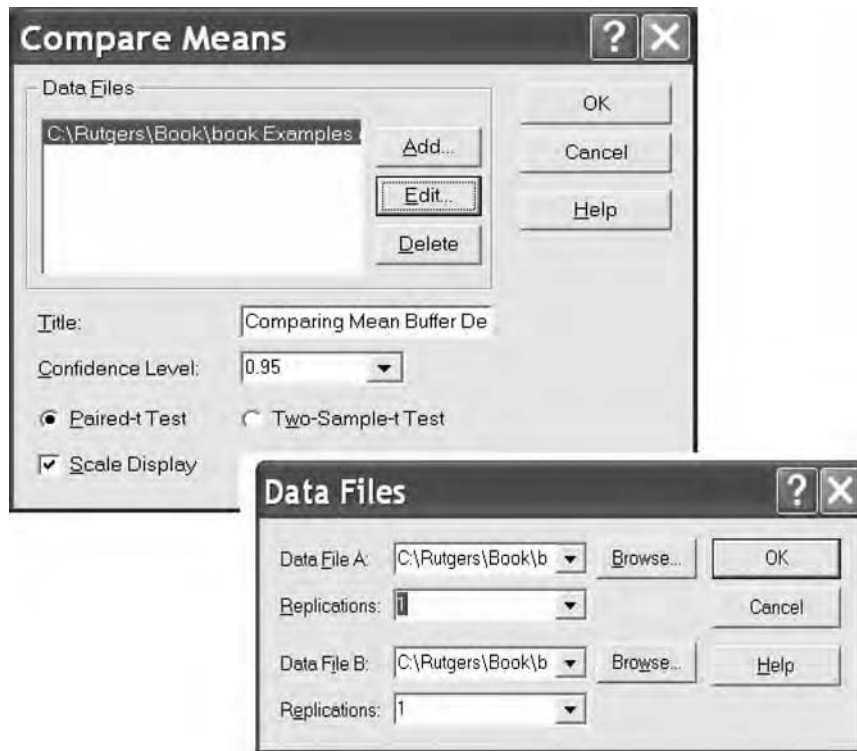 Compare Means
Data Files
C:\Rutgers\Book\book Examples
Add...
Edit...
Delete
OK
Cancel
Help
Title:
Comparing Mean Buffer De
Confidence Level:
0.95
Paired-t Test
Two-Sample-t Test
Scale Display
Data Files
Data File A:
C:\Rutgers\Book\b
Browse...
OK
Replications:
1
Cancel
Data File B:
C:\Rutgers\Book\b
Browse...
Help
Replications:
1